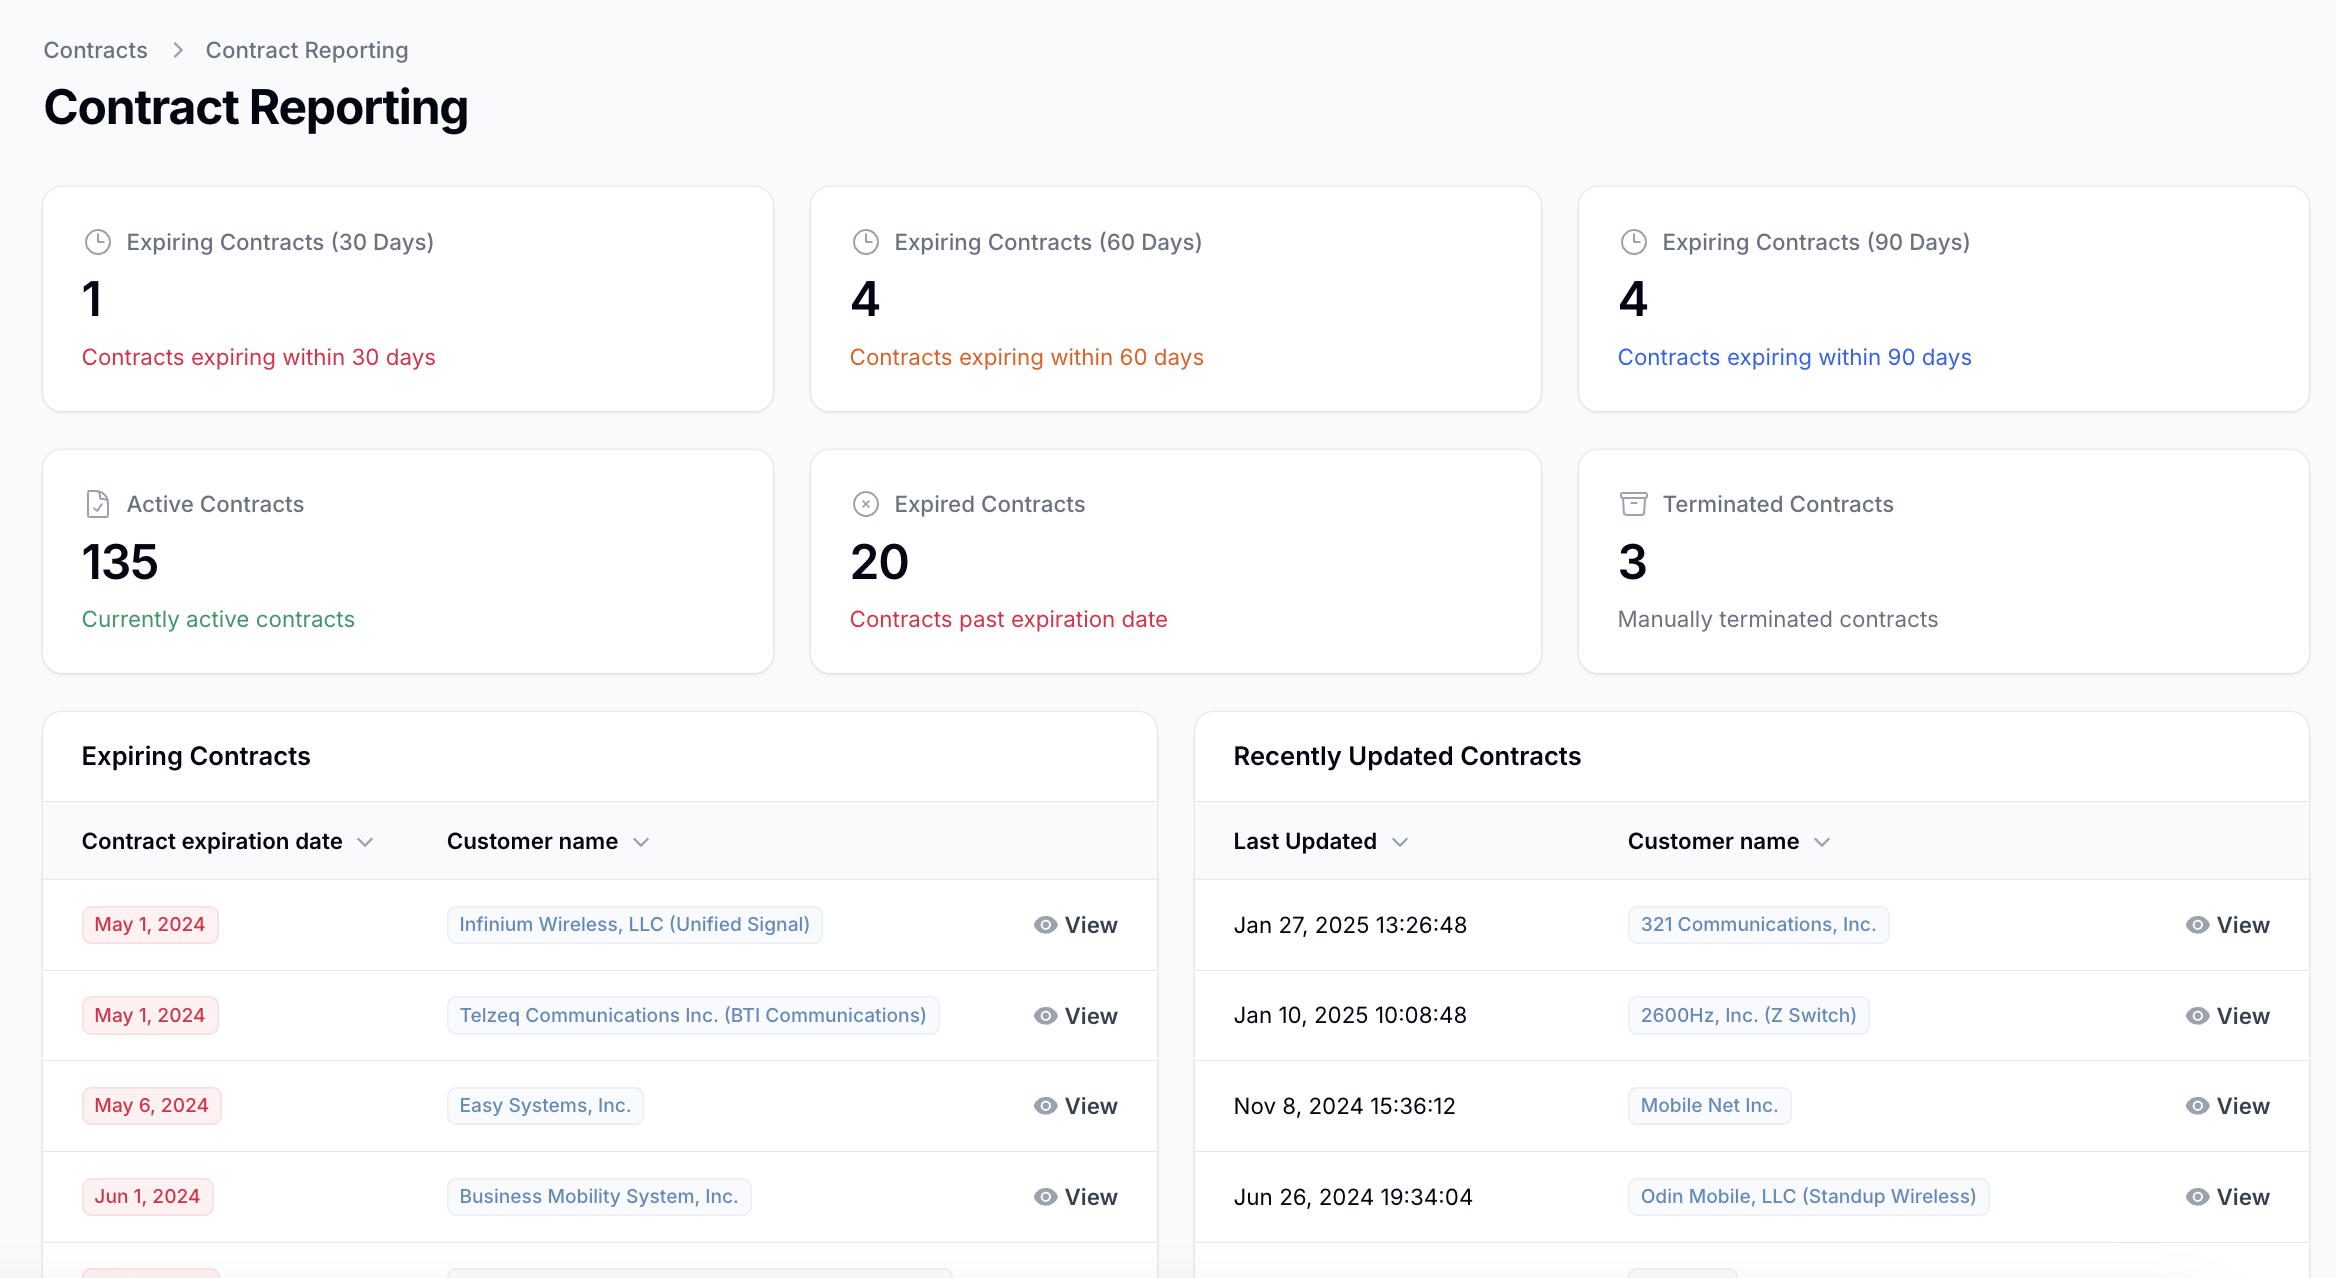 Contracts > Contract Reporting
Contract Reporting
Expiring Contracts (30 Days)
1
Contracts expiring within 30 days
Expiring Contracts (60 Days)
4
Contracts expiring within 60 days
Expiring Contracts (90 Days)
4
Contracts expiring within 90 days
Active Contracts
135
Currently active contracts
Expired Contracts
20
Contracts past expiration date
Terminated Contracts
3
Manually terminated contracts
Expiring Contracts
Contract expiration date Customer name
May 1, 2024 Infinium Wireless, LLC (Unified Signal) View
May 1, 2024 Telzeq Communications Inc. (BTI Communications) View
May 6, 2024 Easy Systems, Inc. View
Jun 1, 2024 Business Mobility System, Inc. View
Recently Updated Contracts
Last Updated Customer name
Jan 27, 2025 13:26:48 321 Communications, Inc. View
Jan 10, 2025 10:08:48 2600Hz, Inc. (Z Switch) View
Nov 8, 2024 15:36:12 Mobile Net Inc. View
Jun 26, 2024 19:34:04 Odin Mobile, LLC (Standup Wireless) View